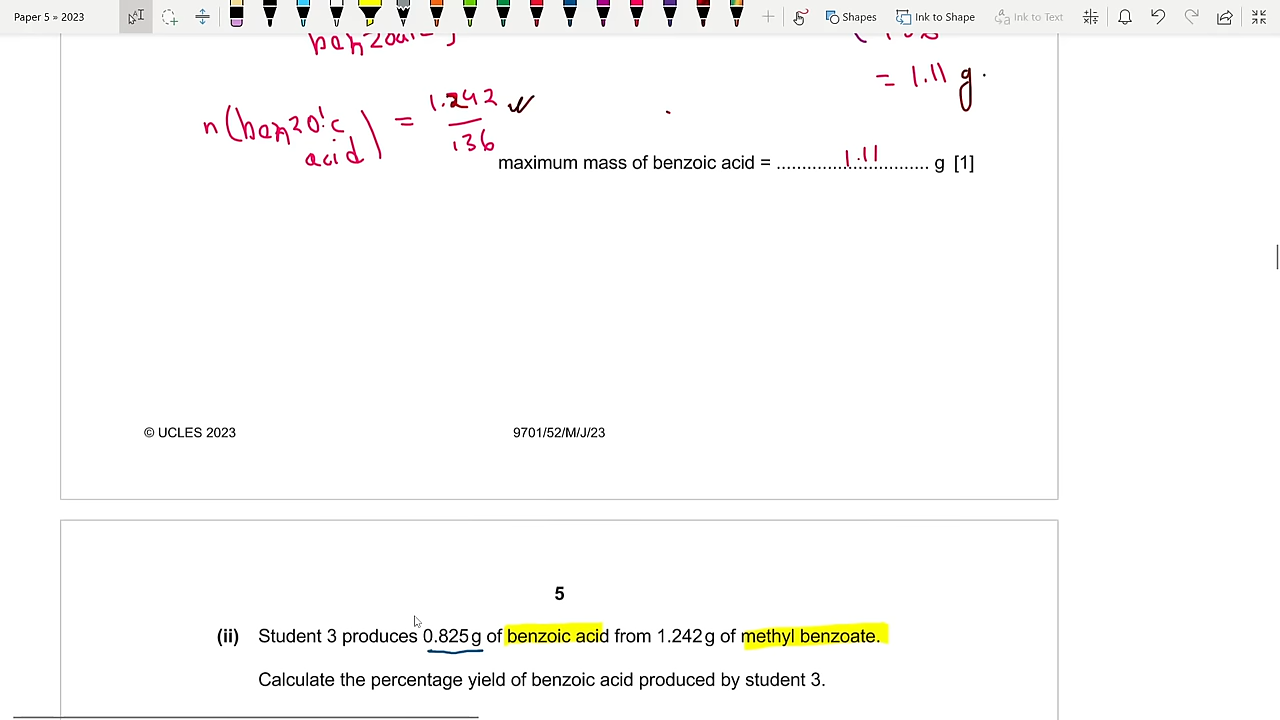 Paper 5 » 2023
Shapes
Ink to Shape
Ink to Text
= 1.11 g.
n(benzoic acid) = 1.242 / 136
maximum mass of benzoic acid = .......1.11....... g [1]
© UCLES 2023
9701/52/M/J/23
5
(ii) Student 3 produces 0.825 g of benzoic acid from 1.242 g of methyl benzoate.
Calculate the percentage yield of benzoic acid produced by student 3.